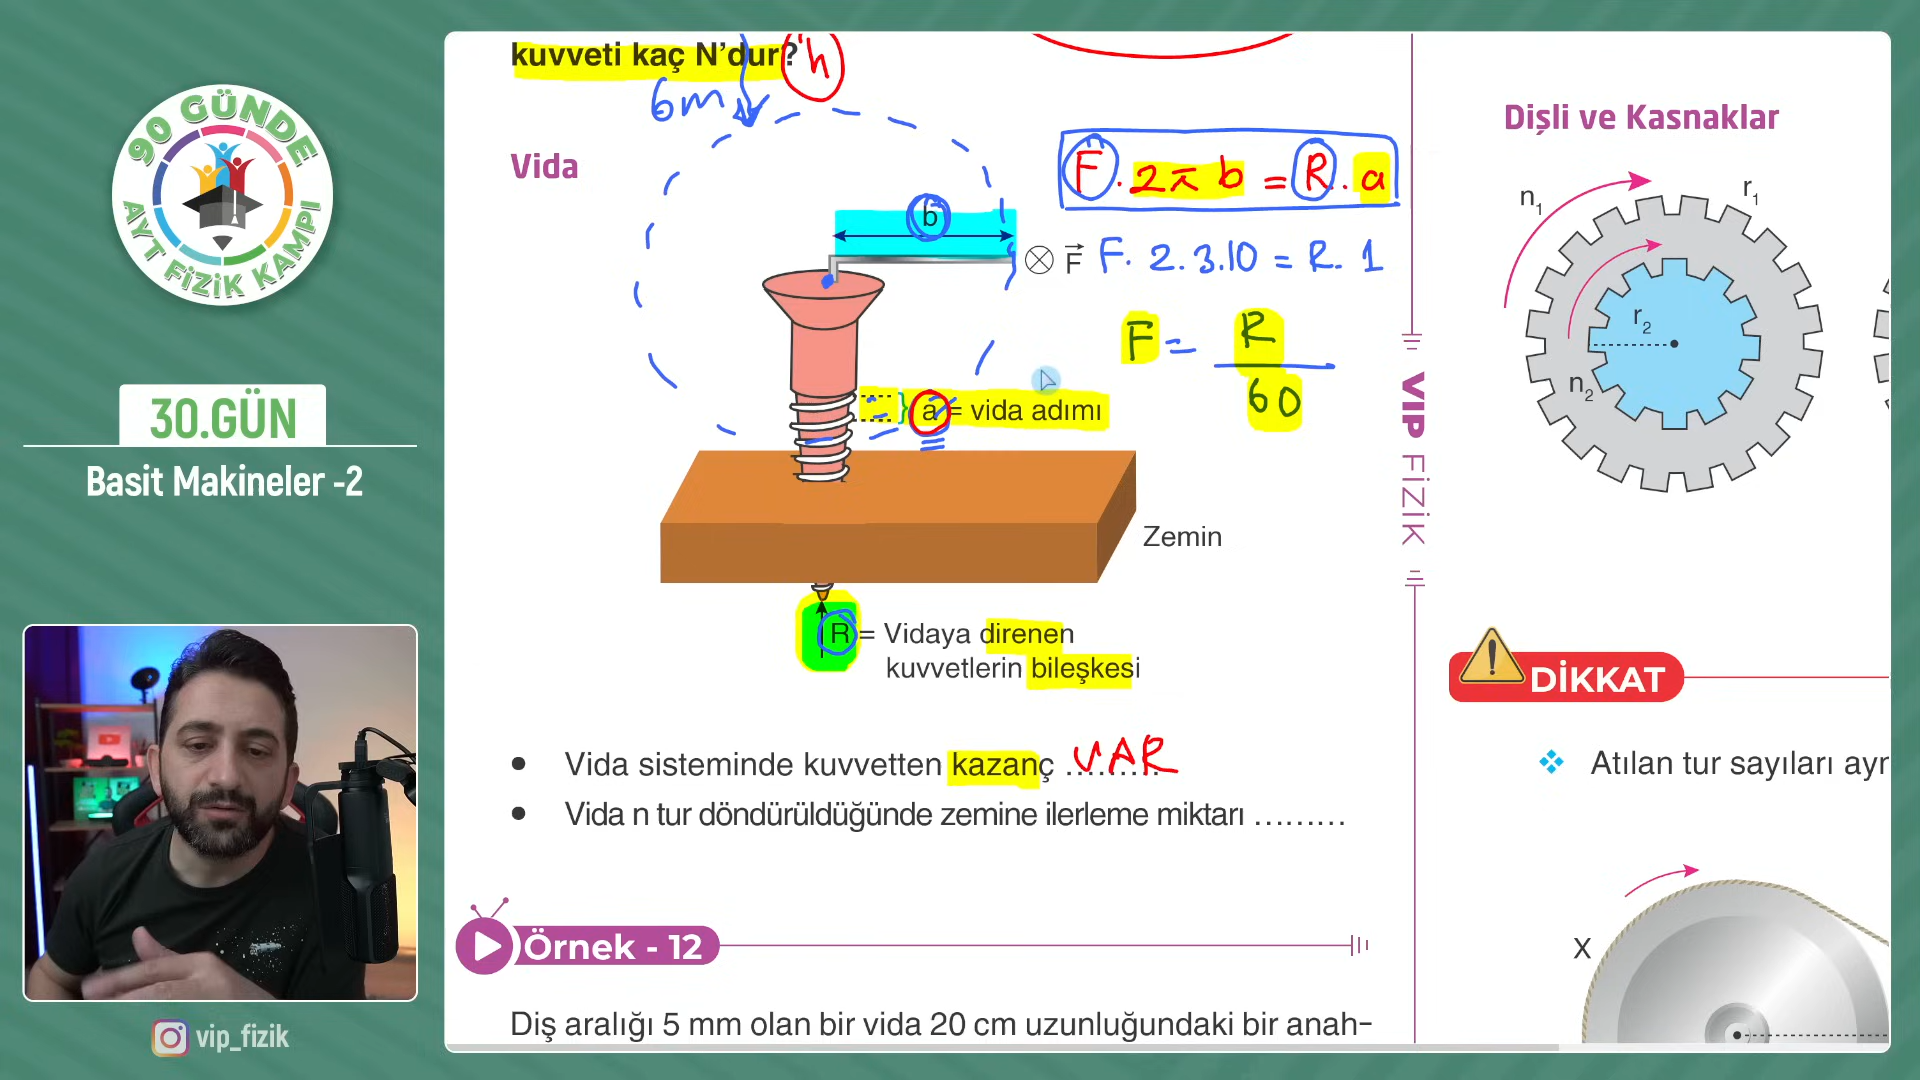 90 GÜNDE
AYT FİZİK KAMPI
30.GÜN
Basit Makineler -2
vip_fizik
kuvveti kaç N'dur?
h
6m
Vida
b
F
F . 2π b = R . a
F. 2.3.10 = R. 1
F = R
60
a = vida adımı
Zemin
R = Vidaya direnen
kuvvetlerin bileşkesi
• Vida sisteminde kuvvetten kazanç ......... VAR
• Vida n tur döndürüldüğünde zemine ilerleme miktarı .........
Örnek - 12
Diş aralığı 5 mm olan bir vida 20 cm uzunluğundaki bir anah-
VIP FİZİK
Dişli ve Kasnaklar
n1
r1
r2
n2
DİKKAT
Atılan tur sayıları ayr
X